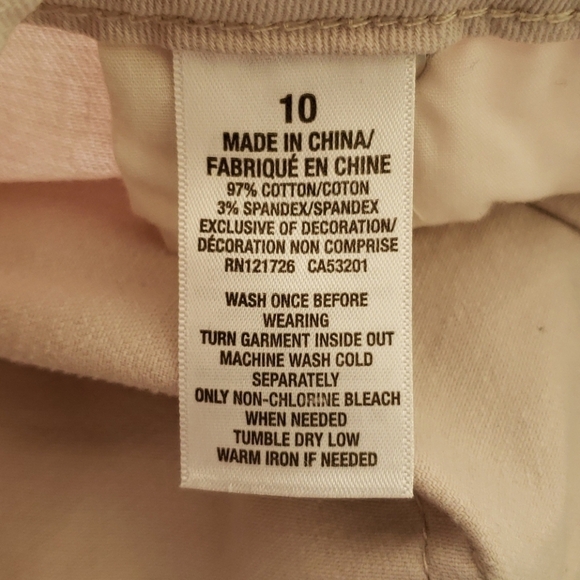 10
MADE IN CHINA/
FABRIQUÉ EN CHINE
97% COTTON/COTON
3% SPANDEX/SPANDEX
EXCLUSIVE OF DECORATION/
DÉCORATION NON COMPRISE
RN121726 CA53201
WASH ONCE BEFORE
WEARING
TURN GARMENT INSIDE OUT
MACHINE WASH COLD
SEPARATELY
ONLY NON-CHLORINE BLEACH
WHEN NEEDED
TUMBLE DRY LOW
WARM IRON IF NEEDED